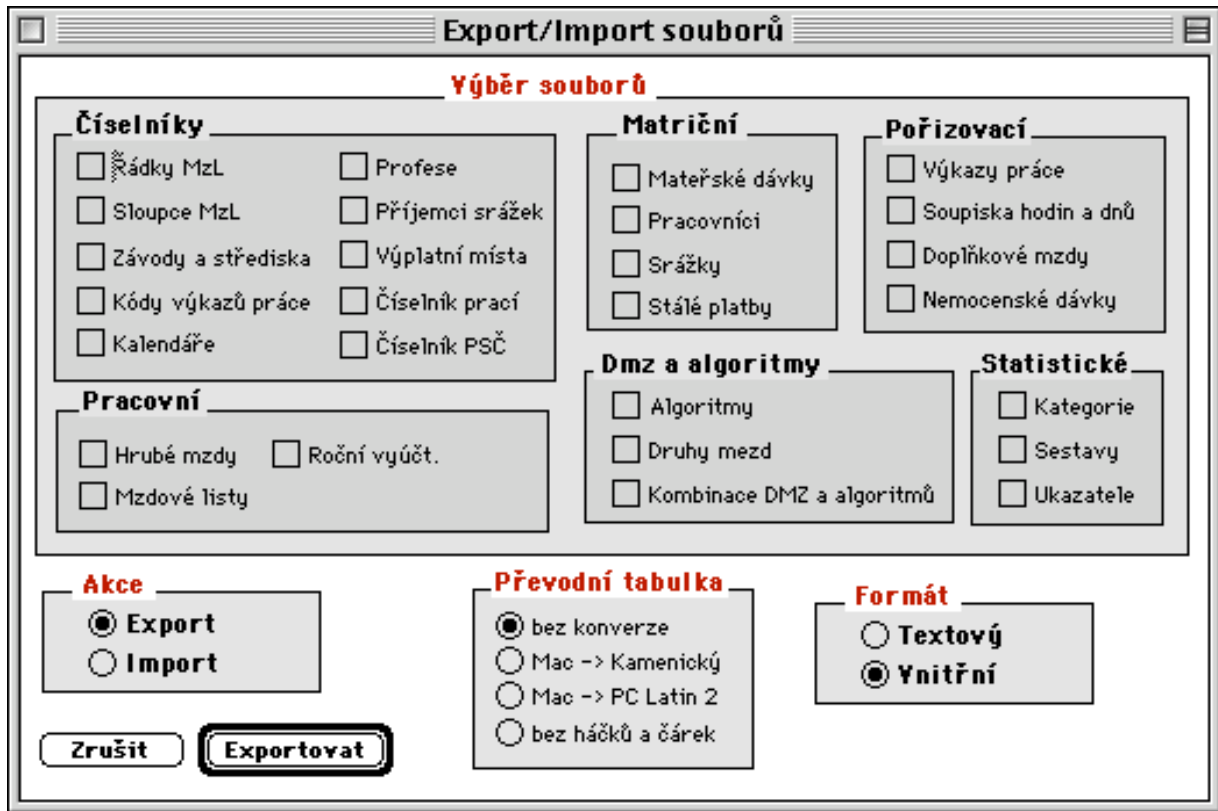 Export/Import souborů
Výběr souborů
Číselníky
Řádky MzL
Sloupce MzL
Závody a střediska
Kódy výkazů práce
Kalendáře
Profese
Příjemci srážek
Výplatní místa
Číselník prací
Číselník PSČ
Matriční
Mateřské dávky
Pracovníci
Srážky
Stálé platby
Pořizovací
Výkazy práce
Soupiska hodin a dnů
Doplňkové mzdy
Nemocenské dávky
Pracovní
Hrubé mzdy
Roční vyúčt.
Mzdové listy
Dmz a algoritmy
Algoritmy
Druhy mezd
Kombinace DMZ a algoritmů
Statistické
Kategorie
Sestavy
Ukazatele
Akce
Export
Import
Převodní tabulka
bez konverze
Mac -> Kamenický
Mac -> PC Latin 2
bez háčků a čárek
Formát
Textový
Vnitřní
Zrušit
Exportovat